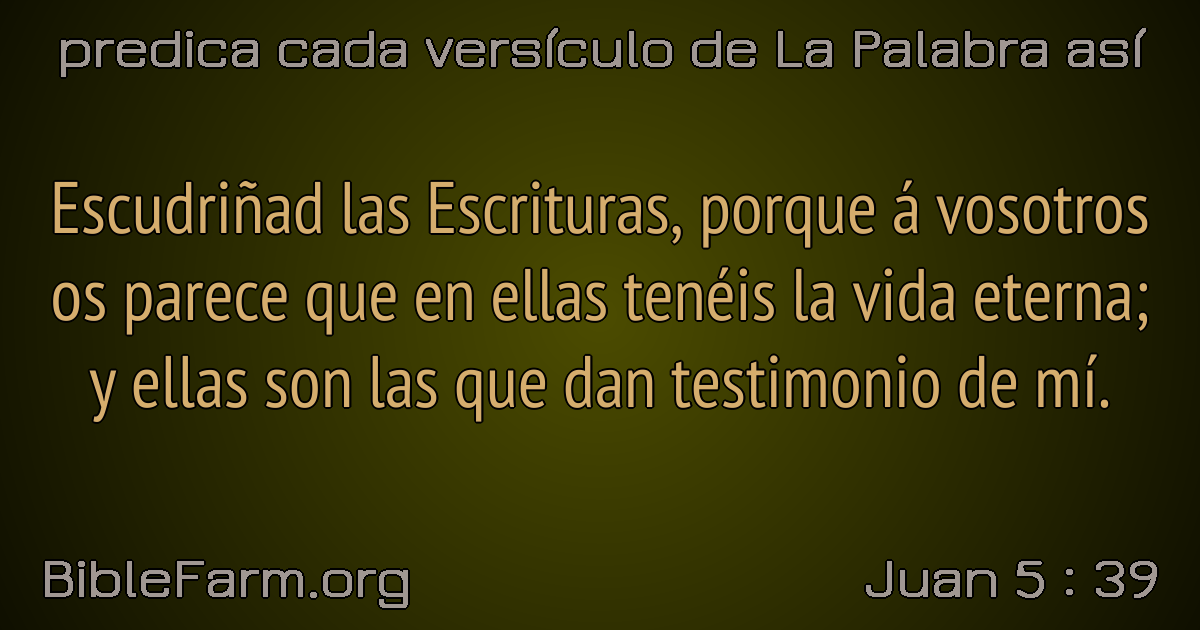 predica cada versículo de La Palabra así
Escudriñad las Escrituras, porque á vosotros
os parece que en ellas tenéis la vida eterna;
y ellas son las que dan testimonio de mí.
BibleFarm.org
Juan 5 : 39